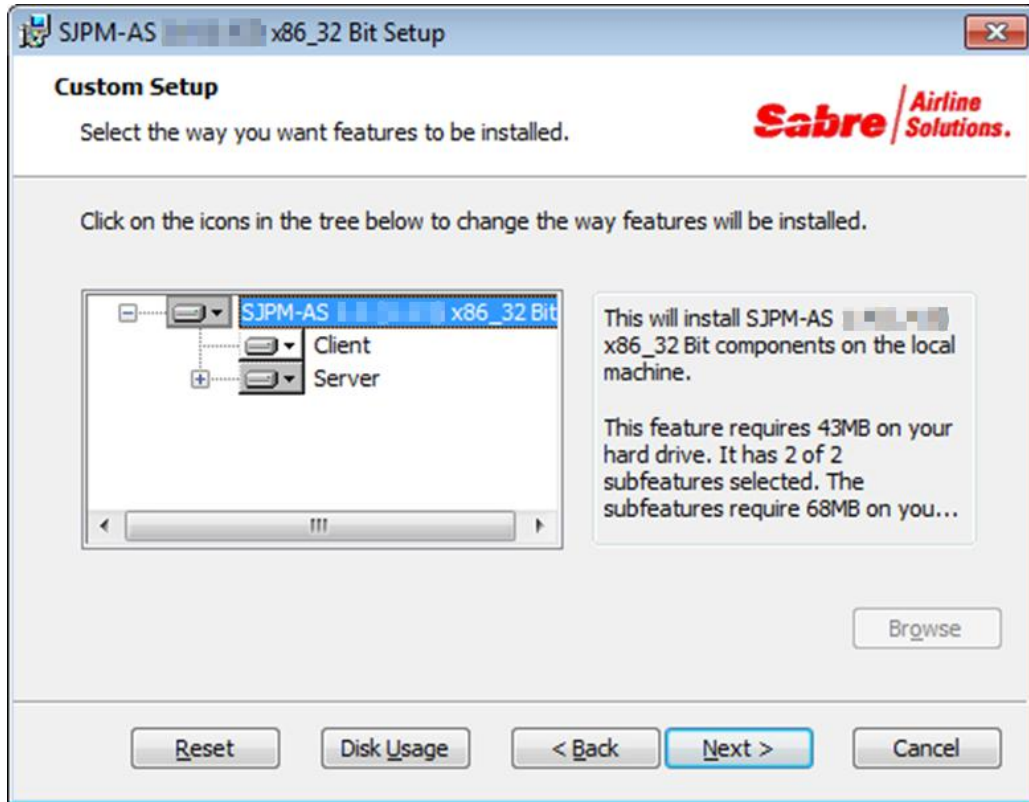 SJPM-AS x86_32 Bit Setup
Custom Setup
Select the way you want features to be installed.
Sabre Airline Solutions.
Click on the icons in the tree below to change the way features will be installed.
SJPM-AS x86_32 Bit
Client
Server
This will install SJPM-AS
x86_32 Bit components on the local
machine.
This feature requires 43MB on your
hard drive. It has 2 of 2
subfeatures selected. The
subfeatures require 68MB on you...
Browse
Reset
Disk Usage
< Back
Next >
Cancel